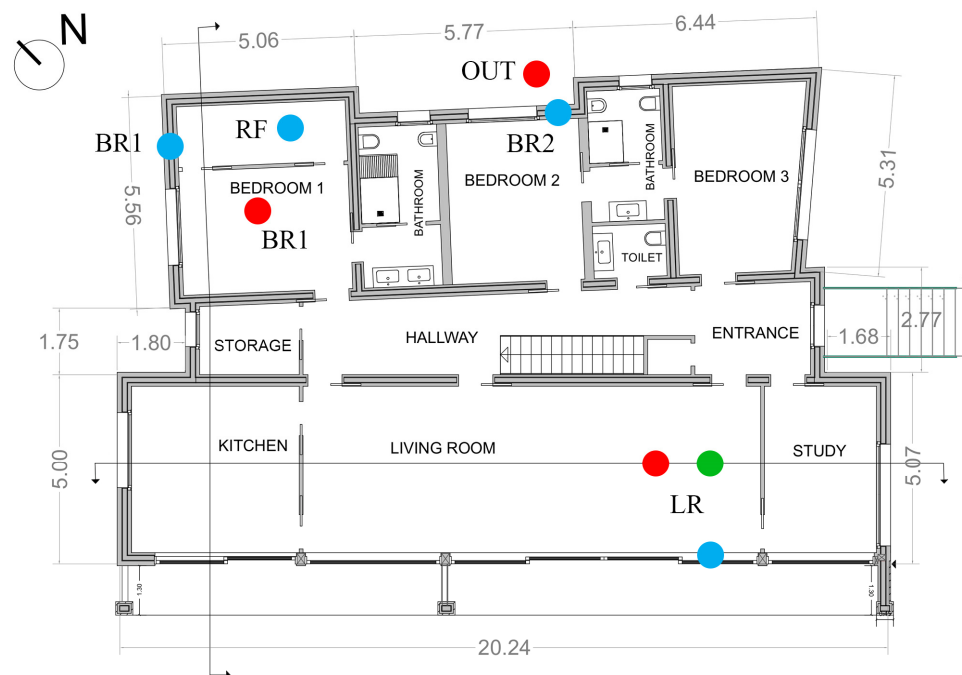 N
5.06
5.77
6.44
OUT
BR1
RF
BR2
BEDROOM 1
BATHROOM
BEDROOM 2
BATHROOM
BEDROOM 3
5.56
5.31
BR1
TOILET
1.75
1.80
STORAGE
HALLWAY
ENTRANCE
1.68
2.77
KITCHEN
LIVING ROOM
STUDY
5.00
5.07
LR
1.30
1.30
20.24